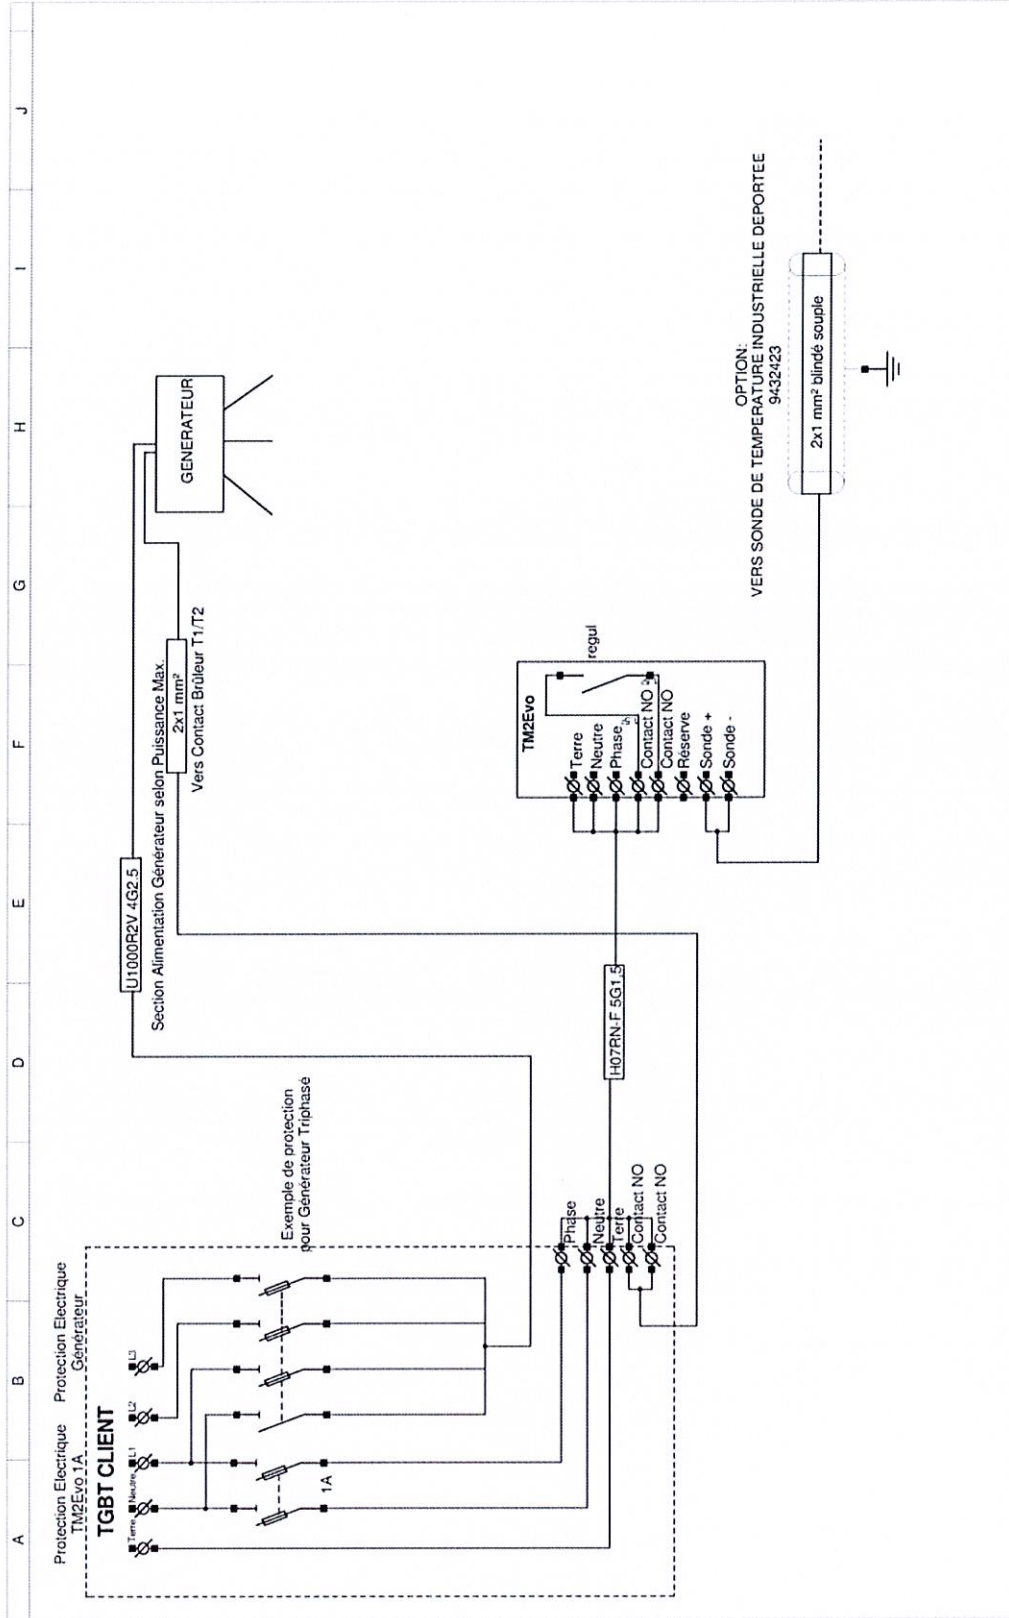 A
B
C
D
E
F
G
H
I
J
Protection Electrique
TM2Evo 1A
Protection Electrique
Générateur
TGBT CLIENT
Terre
Neutre
L1
L2
L3
1A
Exemple de protection
pour Générateur Triphasé
Phase
Neutre
Terre
Contact NO
Contact NO
U1000R2V 4G2.5
Section Alimentation Générateur selon Puissance Max.
2x1 mm²
Vers Contact Brûleur T1/T2
GENERATEUR
H07RN-F 5G1,5
TM2Evo
Terre
Neutre
Phase
Contact NO
Contact NO
Réserve
Sonde +
Sonde -
regul
OPTION:
VERS SONDE DE TEMPERATURE INDUSTRIELLE DEPORTEE
9432423
2x1 mm² blindé souple